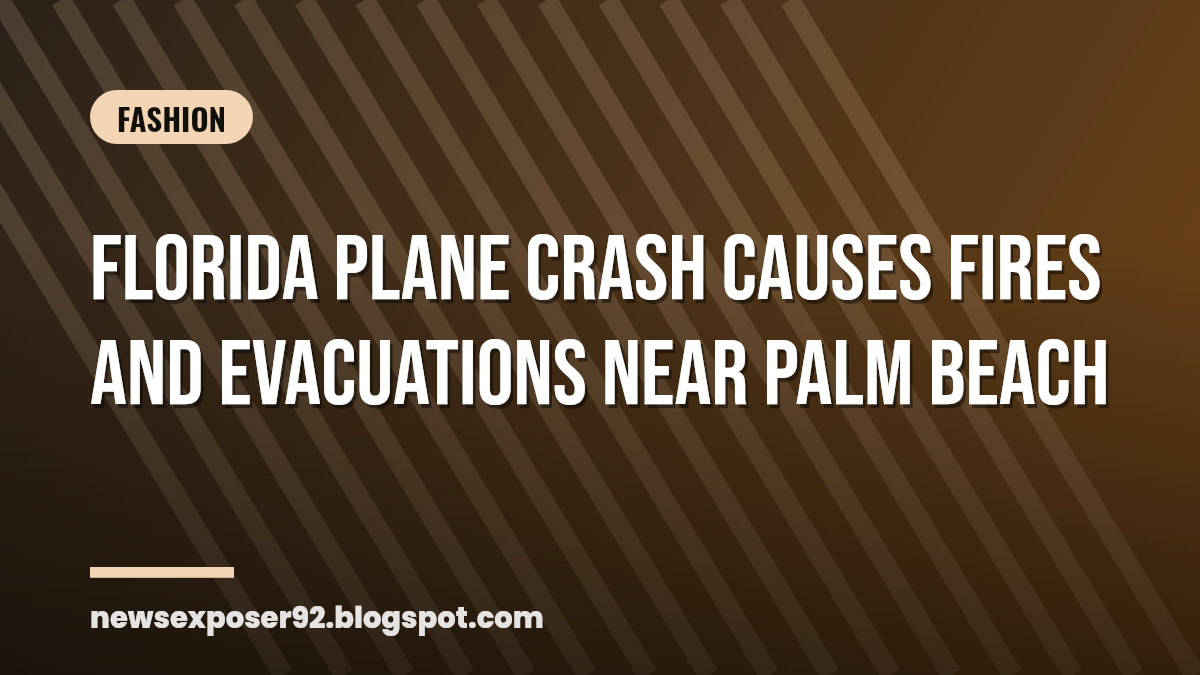 FASHION
FLORIDA PLANE CRASH CAUSES FIRES
AND EVACUATIONS NEAR PALM BEACH
newsexposer92.blogspot.com